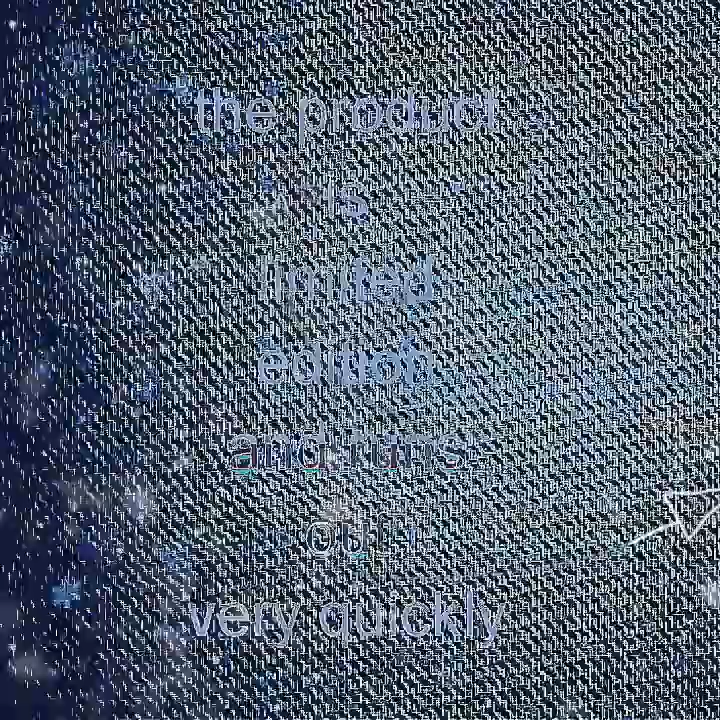 the product
is
limited
edition
and runs
out
very quickly